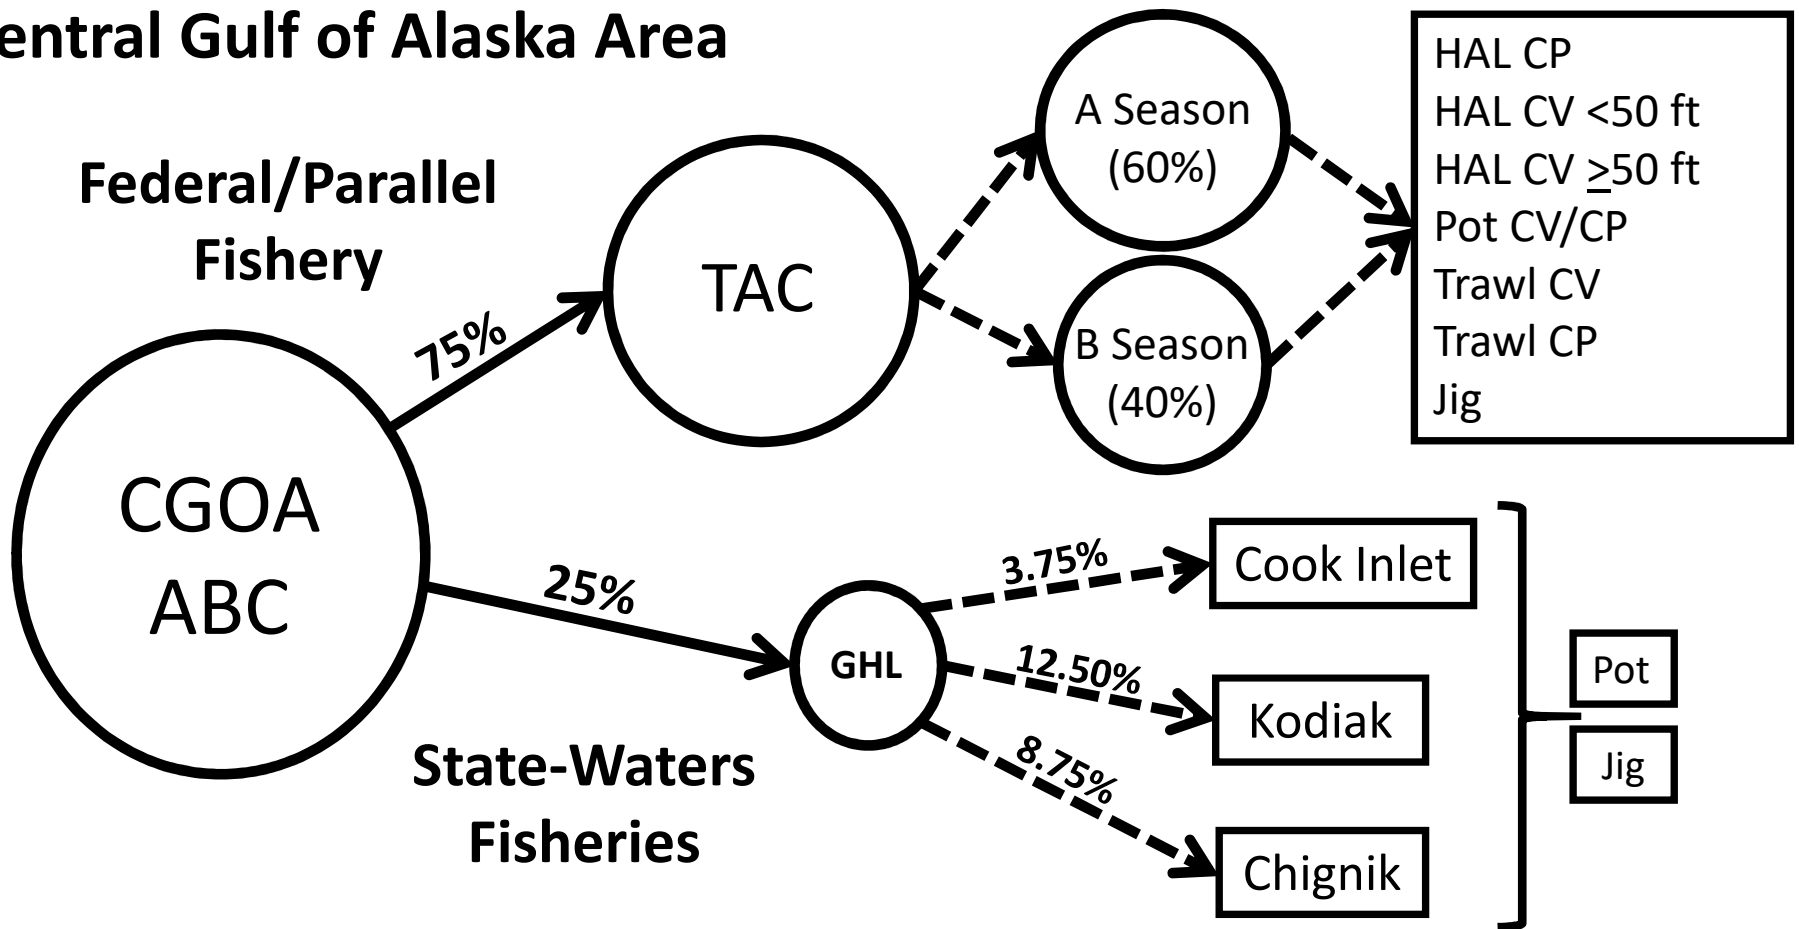 entral Gulf of Alaska Area
Federal/Parallel
Fishery
75%
TAC
A Season
(60%)
B Season
(40%)
HAL CP
HAL CV <50 ft
HAL CV ≥50 ft
Pot CV/CP
Trawl CV
Trawl CP
Jig
CGOA
ABC
25%
State-Waters
Fisheries
GHL
3.75%
Cook Inlet
12.50%
Kodiak
8.75%
Chignik
Pot
Jig